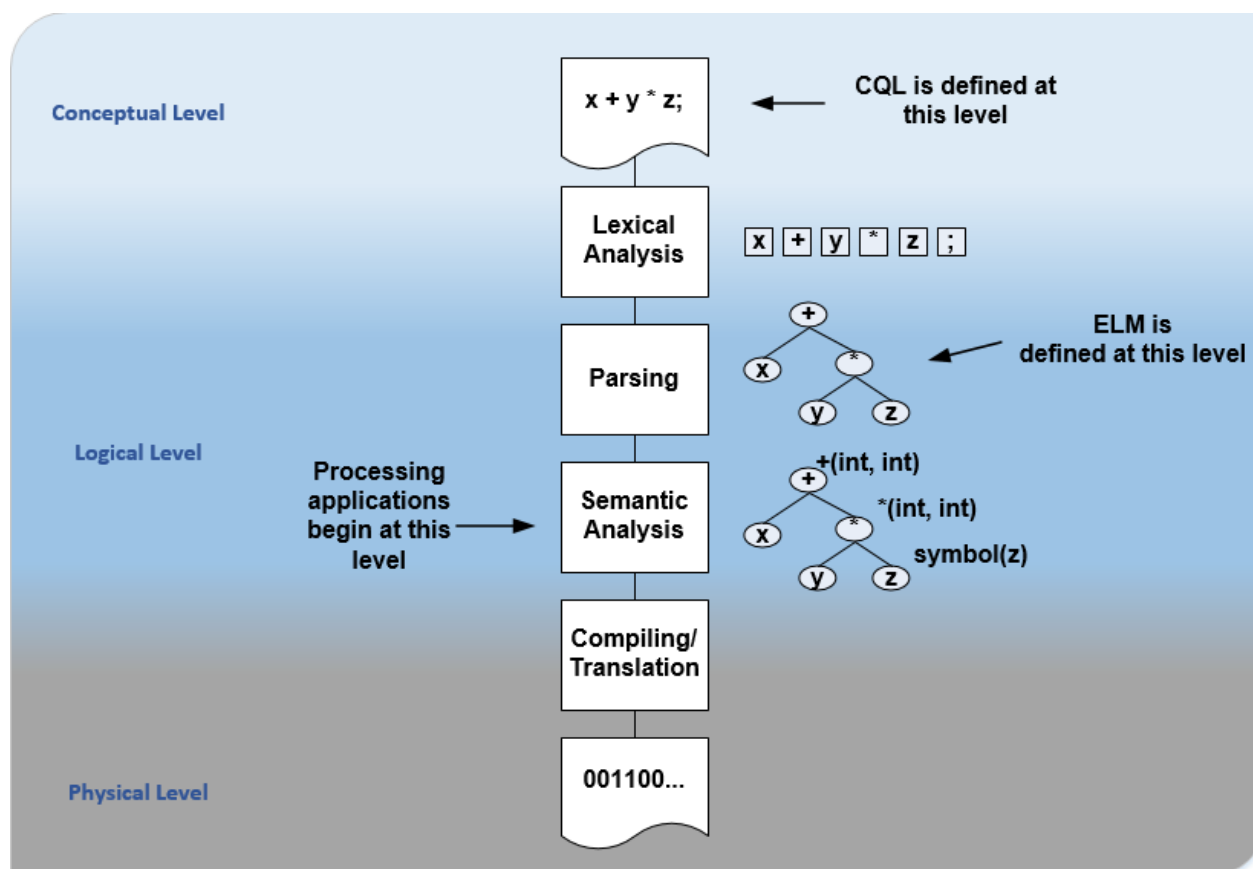 Conceptual Level
x + y * z;
CQL is defined at
this level
Lexical
Analysis
x + y * z ;
Parsing
+
x *
y z
ELM is
defined at this level
Logical Level
Processing
applications
begin at this
level
Semantic
Analysis
+(int, int)
+
*(int, int)
x *
symbol(z)
y z
Compiling/
Translation
Physical Level
001100...